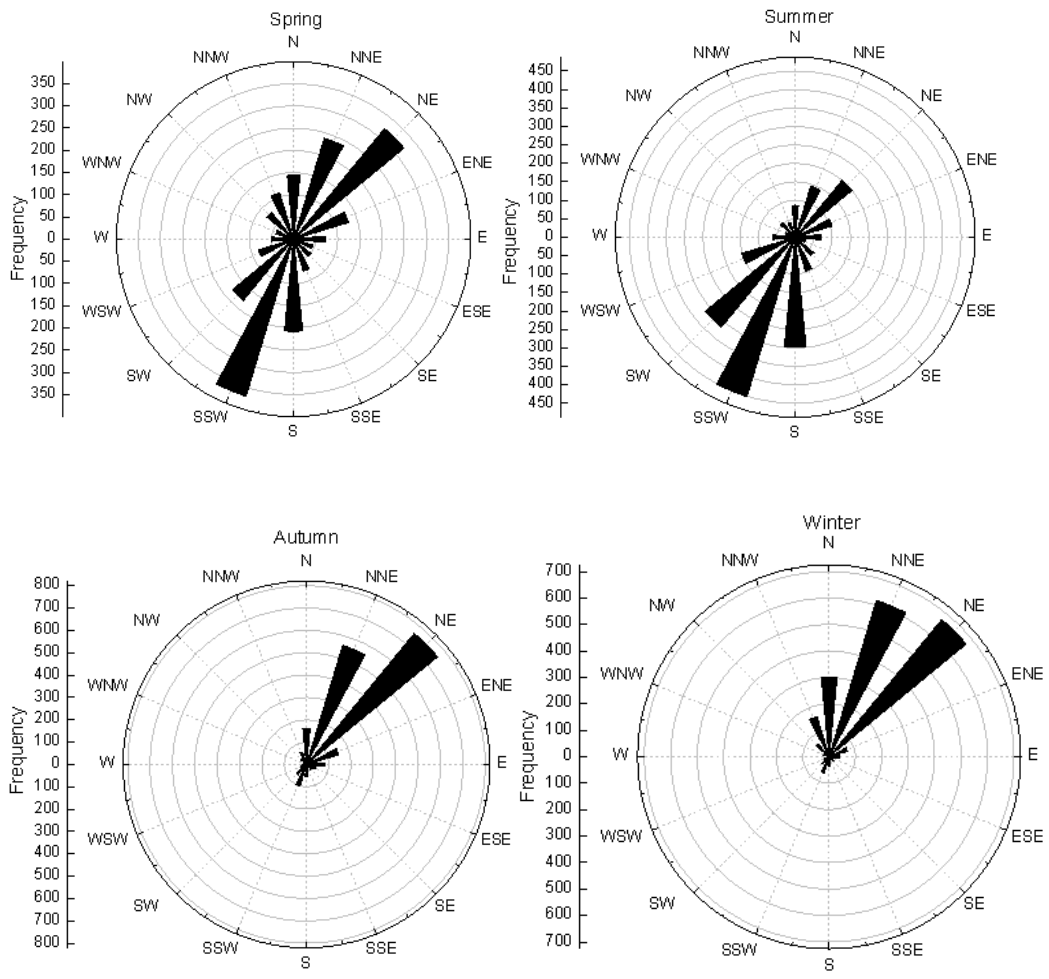 Spring
N
NNW
NNE
NW
NE
WNW
ENE
W
E
WSW
ESE
SW
SE
SSW
SSE
S
Frequency
350
300
250
200
150
100
50
0
50
100
150
200
250
300
350
Summer
N
NNW
NNE
NW
NE
WNW
ENE
W
E
WSW
ESE
SW
SE
SSW
SSE
S
Frequency
450
400
350
300
250
200
150
100
50
0
50
100
150
200
250
300
350
400
450
Autumn
N
NNW
NNE
NW
NE
WNW
ENE
W
E
WSW
ESE
SW
SE
SSW
SSE
S
Frequency
800
700
600
500
400
300
200
100
0
100
200
300
400
500
600
700
800
Winter
N
NNW
NNE
NW
NE
WNW
ENE
W
E
WSW
ESE
SW
SE
SSW
SSE
S
Frequency
700
600
500
400
300
200
100
0
100
200
300
400
500
600
700